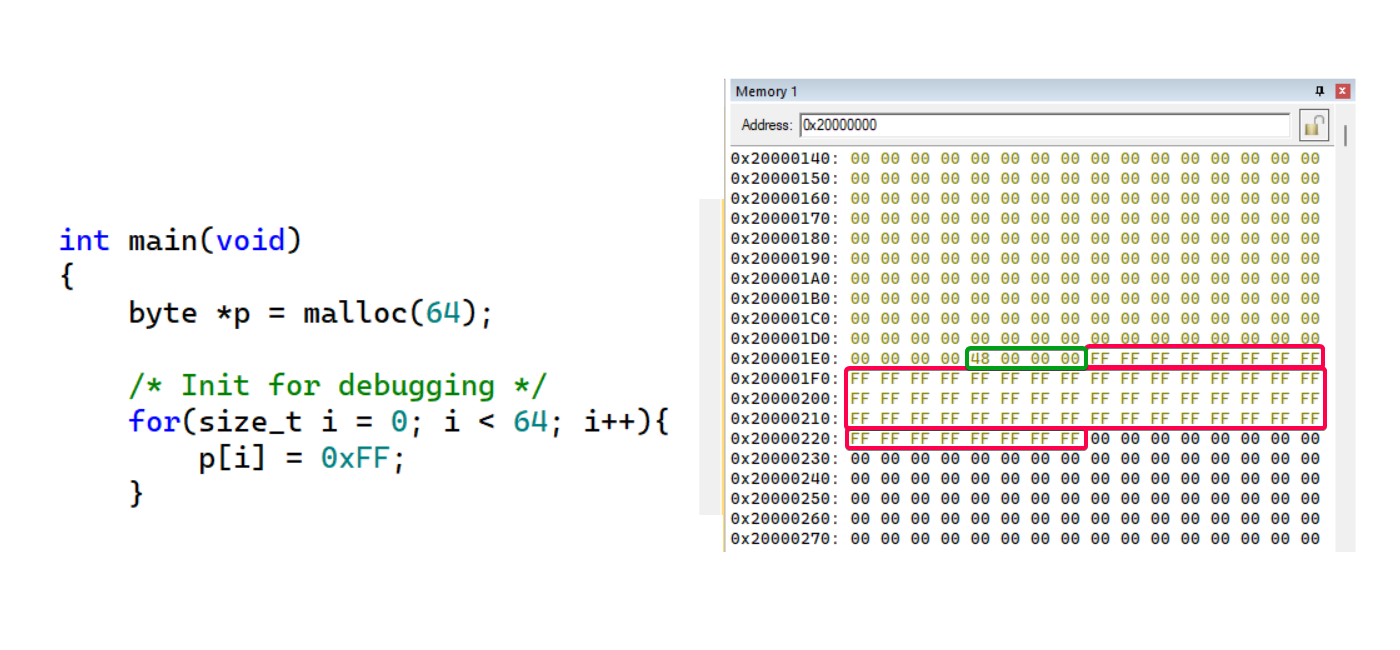 int main(void)
{
    byte *p = malloc(64);
    /* Init for debugging */
    for(size_t i = 0; i < 64; i++){
        p[i] = 0xFF;
    }
Memory 1
Address: 0x20000000
0x20000140: 00 00 00 00 00 00 00 00 00 00 00 00 00 00 00 00
0x20000150: 00 00 00 00 00 00 00 00 00 00 00 00 00 00 00 00
0x20000160: 00 00 00 00 00 00 00 00 00 00 00 00 00 00 00 00
0x20000170: 00 00 00 00 00 00 00 00 00 00 00 00 00 00 00 00
0x20000180: 00 00 00 00 00 00 00 00 00 00 00 00 00 00 00 00
0x20000190: 00 00 00 00 00 00 00 00 00 00 00 00 00 00 00 00
0x200001A0: 00 00 00 00 00 00 00 00 00 00 00 00 00 00 00 00
0x200001B0: 00 00 00 00 00 00 00 00 00 00 00 00 00 00 00 00
0x200001C0: 00 00 00 00 00 00 00 00 00 00 00 00 00 00 00 00
0x200001D0: 00 00 00 00 00 00 00 00 00 00 00 00 00 00 00 00
0x200001E0: 00 00 00 00 48 00 00 00 FF FF FF FF FF FF FF FF
0x200001F0: FF FF FF FF FF FF FF FF FF FF FF FF FF FF FF FF
0x20000200: FF FF FF FF FF FF FF FF FF FF FF FF FF FF FF FF
0x20000210: FF FF FF FF FF FF FF FF FF FF FF FF FF FF FF FF
0x20000220: FF FF FF FF FF FF FF FF 00 00 00 00 00 00 00 00
0x20000230: 00 00 00 00 00 00 00 00 00 00 00 00 00 00 00 00
0x20000240: 00 00 00 00 00 00 00 00 00 00 00 00 00 00 00 00
0x20000250: 00 00 00 00 00 00 00 00 00 00 00 00 00 00 00 00
0x20000260: 00 00 00 00 00 00 00 00 00 00 00 00 00 00 00 00
0x20000270: 00 00 00 00 00 00 00 00 00 00 00 00 00 00 00 00